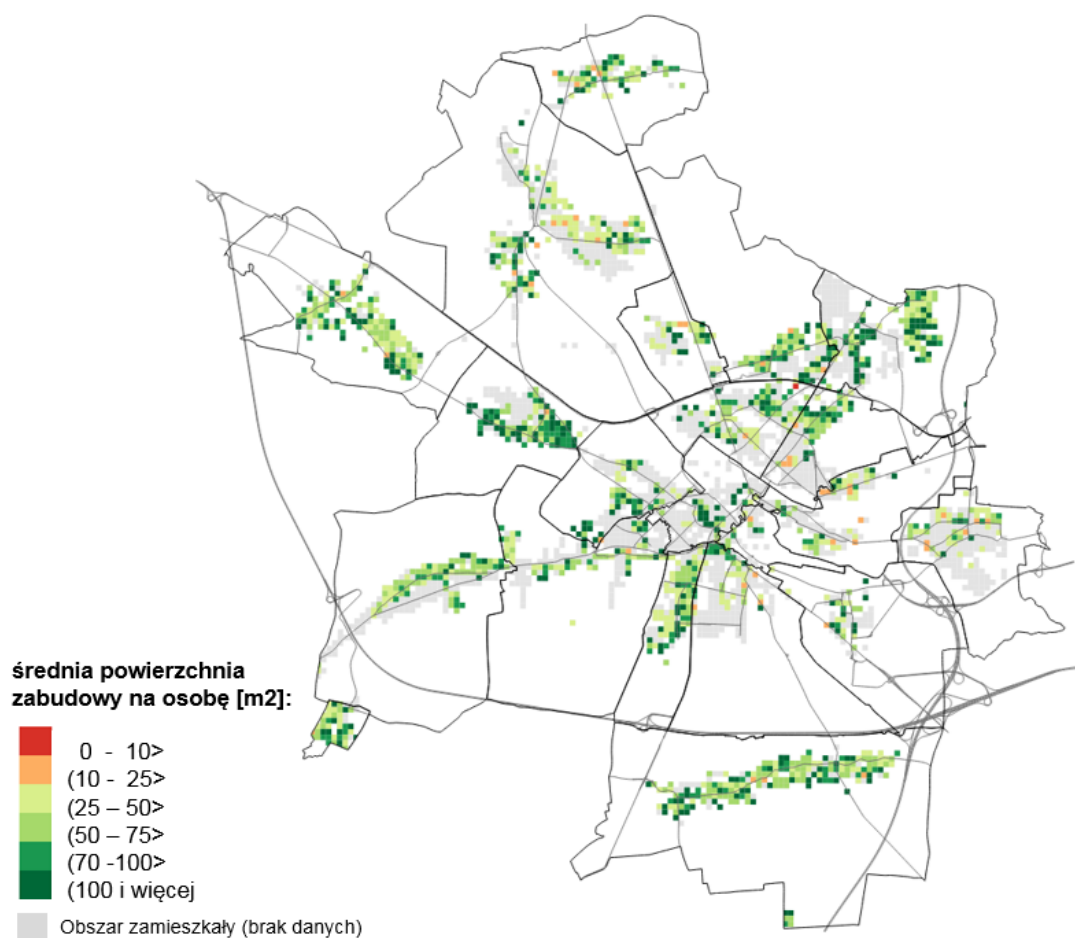 średnia powierzchnia
zabudowy na osobę [m2]:
0 - 10>
(10 - 25>
(25 – 50>
(50 – 75>
(70 -100>
(100 i więcej
Obszar zamieszkały (brak danych)